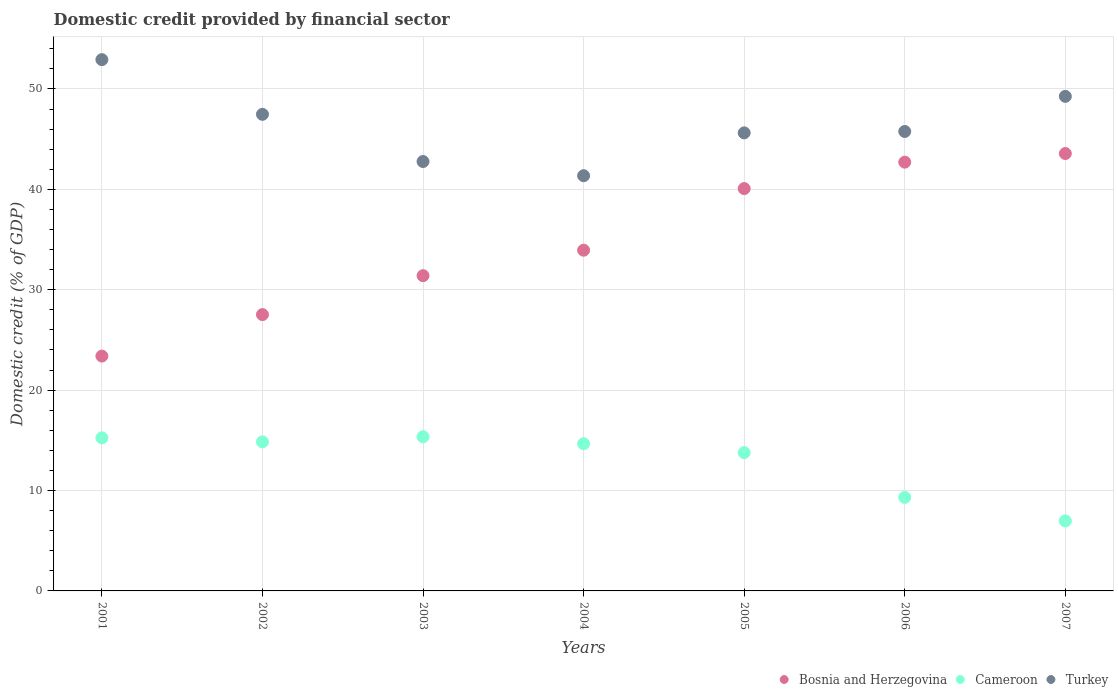 Domestic credit provided by financial sector
Domestic credit (% of GDP)
50
40
30
20
10
0
2001
2002
2003
2004
2005
2006
2007
Years
Bosnia and Herzegovina
Cameroon
Turkey